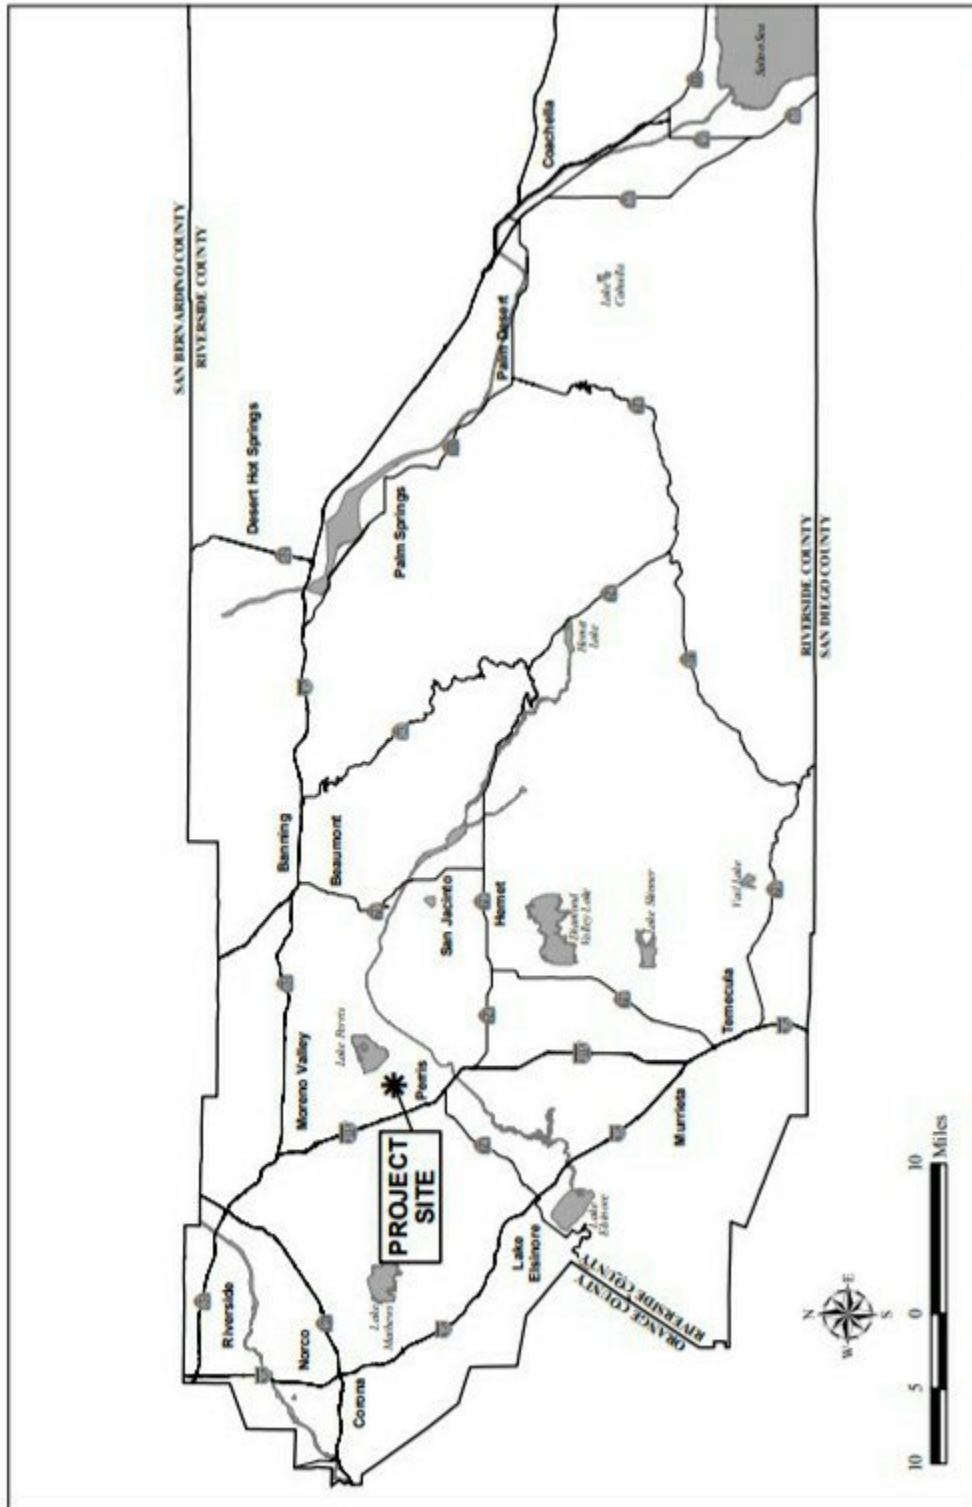 SAN BERNARDINO COUNTY
RIVERSIDE COUNTY
Desert Hot Springs
Banning
Beaumont
Palm Springs
Palm Desert
Coachella
Salton Sea
Lake
Cahuilla
Riverside
Norco
Corona
Moreno Valley
Lake Perris
PROJECT
SITE
Perris
Lake
Mathews
San Jacinto
Hemet
Hemet
Lake
Diamond
Valley Lake
Lake Skinner
Vail Lake
Lake
Elsinore
Lake
Elsinore
Murrieta
Temecula
ORANGE COUNTY
RIVERSIDE COUNTY
RIVERSIDE COUNTY
SAN DIEGO COUNTY
N
W
E
S
10
5
0
10
Miles